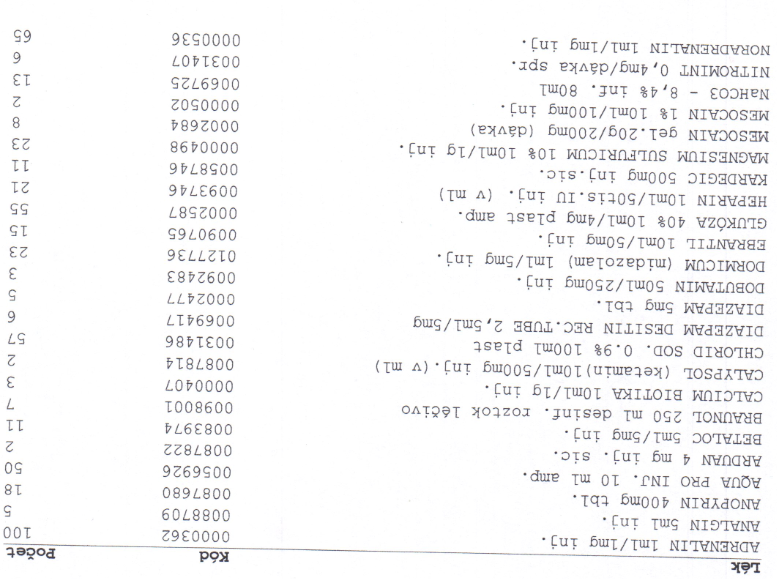 Lék Kód Počet
ADRENALIN 1ml/1mg inj. 0000362 100
ANALGIN 5ml inj. 0088709 5
ANOPYRIN 400mg tbl. 0087680 18
AQUA PRO INJ. 10 ml amp. 0056926 50
ARDUAN 4 mg inj. sic. 0087822 2
BETALOC 5ml/5mg inj. 0083974 11
BRAUNOL 250 ml desinf. roztok léčivo 0098001 7
CALCIUM BIOTIKA 10ml/1g inj. 0000407 3
CALYPSOL (ketamin)10ml/500mg inj.(v ml) 0087814 2
CHLORID SOD. 0.9% 100ml plast 0031486 57
DIAZEPAM DESITIN REC.TUBE 2,5ml/5mg 0069417 6
DIAZEPAM 5mg tbl. 0002477 5
DOBUTAMIN 50ml/250mg inj. 0092483 3
DORMICUM (midazolam) 1ml/5mg inj. 0127736 23
EBRANTIL 10ml/50mg inj. 0090765 15
GLUKÓZA 40% 10ml/4mg plast amp. 0002587 55
HEPARIN 10ml/50tis.IU inj. (v ml) 0093746 21
KARDEGIC 500mg inj.sic. 0058746 11
MAGNESIUM SULFURICUM 10% 10ml/1g inj. 0000498 23
MESOCAIN gel.20g/200mg (dávka) 0002684 8
MESOCAIN 1% 10ml/100mg inj. 0000502 2
NaHCO3 - 8,4% inf. 80ml 0069725 13
NITROMINT 0,4mg/dávka spr. 0031407 6
NORADRENALIN 1ml/1mg inj. 0000536 65